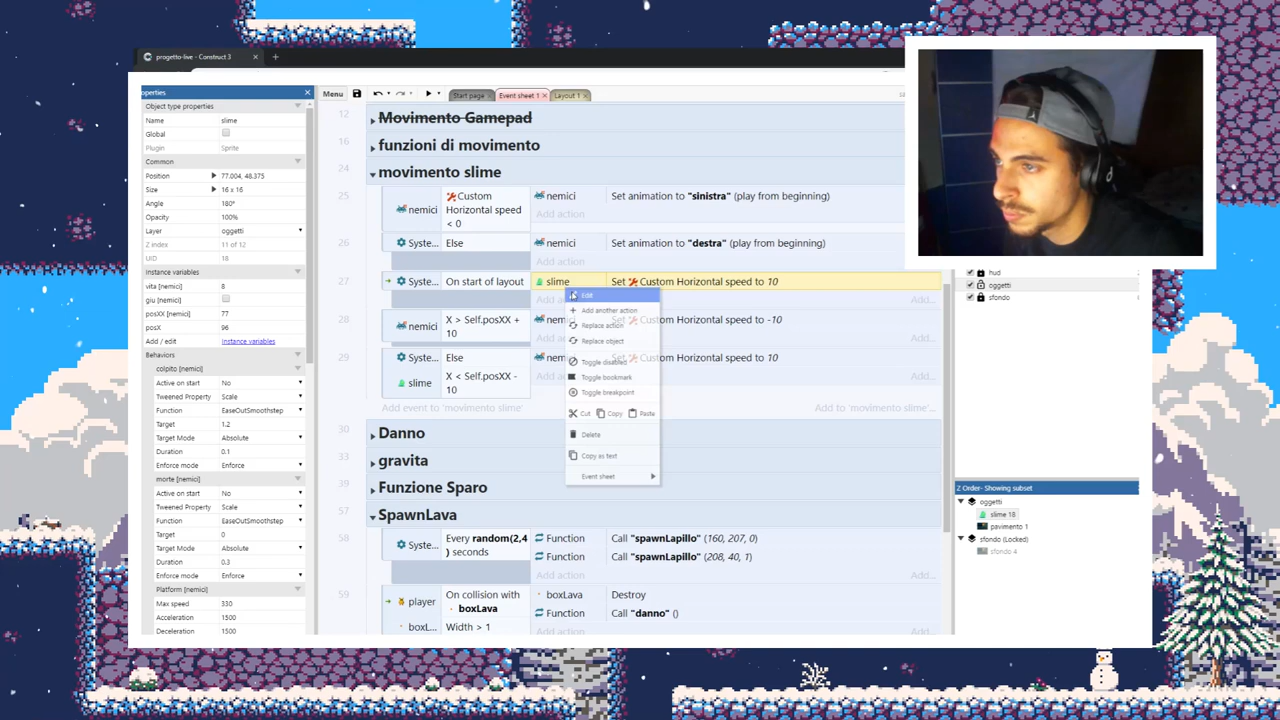 progetto-live - Construct 3
roperties
Object type properties
Name slime
Global
Plugin Sprite
Common
Position 77.004, 48.375
Size 16 x 16
Angle 180°
Opacity 100%
Layer oggetti
Z index 11 of 12
UID 18
Instance variables
vita [nemici] 8
giu [nemici]
posXX [nemici] 77
posX 96
Add / edit Instance variables
Behaviors
colpito [nemici]
Active on start No
Tweened Property Scale
Function EaseOutSmoothstep
Target 1.2
Target Mode Absolute
Duration 0.1
Enforce mode Enforce
morte [nemici]
Active on start No
Tweened Property Scale
Function EaseOutSmoothstep
Target 0
Target Mode Absolute
Duration 0.3
Enforce mode Enforce
Platform [nemici]
Max speed 330
Acceleration 1500
Deceleration 1500
Menu
Start page
Event sheet 1
Layout 1
12 Movimento Gamepad
16 funzioni di movimento
24 movimento slime
25 nemici Custom Horizontal speed < 0 nemici Set animation to "sinistra" (play from beginning)
Add action
26 Syste... Else nemici Set animation to "destra" (play from beginning)
27 Syste... On start of layout slime Set Custom Horizontal speed to 10
Add...
28 nemici X > Self.posXX + 10 Set Custom Horizontal speed to -10
29 Syste... Else Set Custom Horizontal speed to 10
slime X < Self.posXX - 10
Add event to 'movimento slime' Add to 'movimento slime'...
Edit
Add another action
Replace action
Replace object
Toggle disabled
Toggle bookmark
Toggle breakpoint
Cut Copy Paste
Delete
Copy as text
Event sheet
30 Danno
33 gravita
39 Funzione Sparo
57 SpawnLava
58 Syste... Every random(2,4) seconds Function Call "spawnLapillo" (160, 207, 0)
Function Call "spawnLapillo" (208, 40, 1)
Add action Add...
59 player On collision with boxLava boxLava Destroy
Function Call "danno" ()
boxL... Width > 1 Add action Add...
hud
oggetti
sfondo
Z Order- Showing subset
oggetti
slime 18
pavimento 1
sfondo (Locked)
sfondo 4